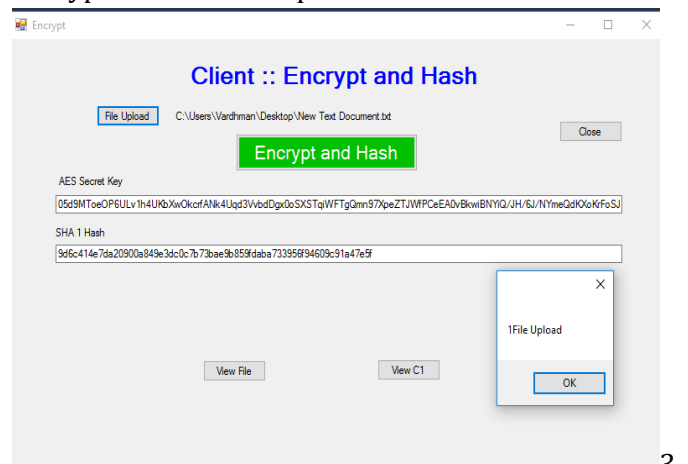 Encrypt
Client :: Encrypt and Hash
File Upload C:\Users\Vardhman\Desktop\New Text Document.txt
Close
Encrypt and Hash
AES Secret Key
05d9MToeOP6ULv1h4UKbXwOkcrfANk4Uqd3VvbdDgx0oSXSTqiWFTgQmn97XpeZTJWfPCeEA0vBkwiBNYlQ/JH/6J/NYmeQdKXoKrFoSJ
SHA 1 Hash
9d6c414e7da20900a849e3dc0c7b73bae9b859fdaba733956f94609c91a47e5f
1File Upload
View File View C1
OK